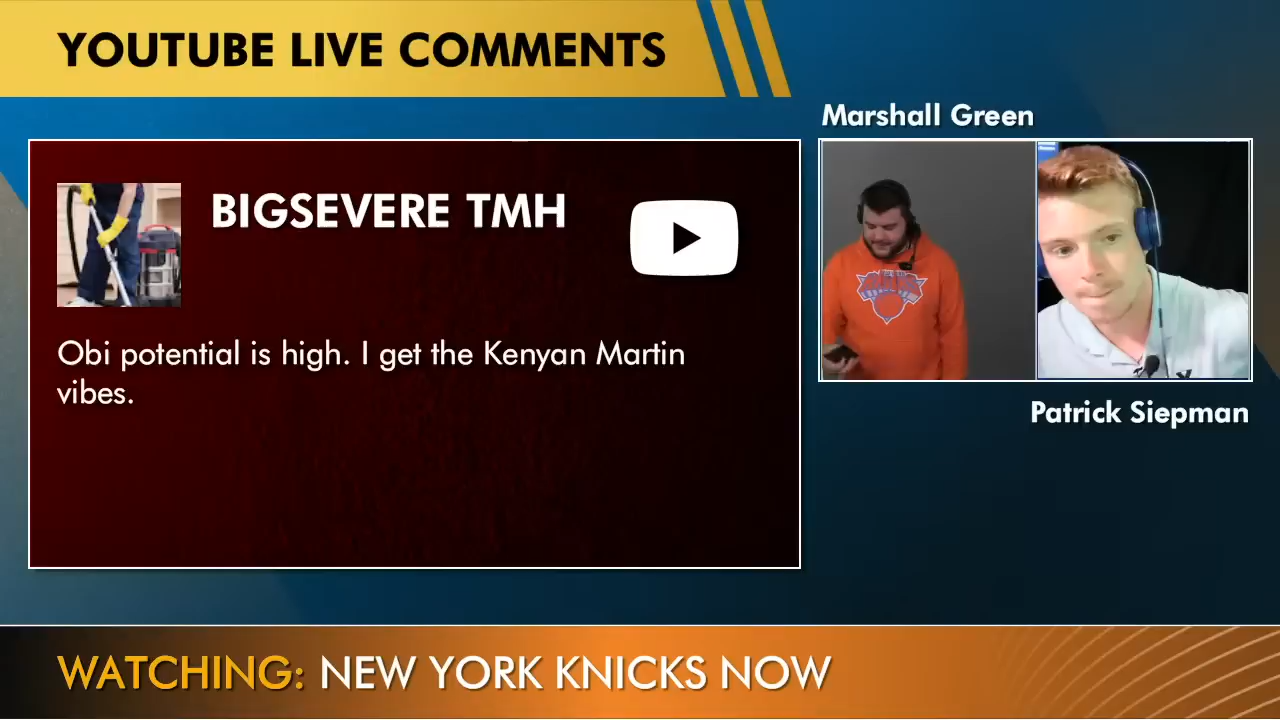 YOUTUBE LIVE COMMENTS
Marshall Green
BIGSEVERE TMH
Obi potential is high. I get the Kenyan Martin
vibes.
Patrick Siepman
WATCHING: NEW YORK KNICKS NOW